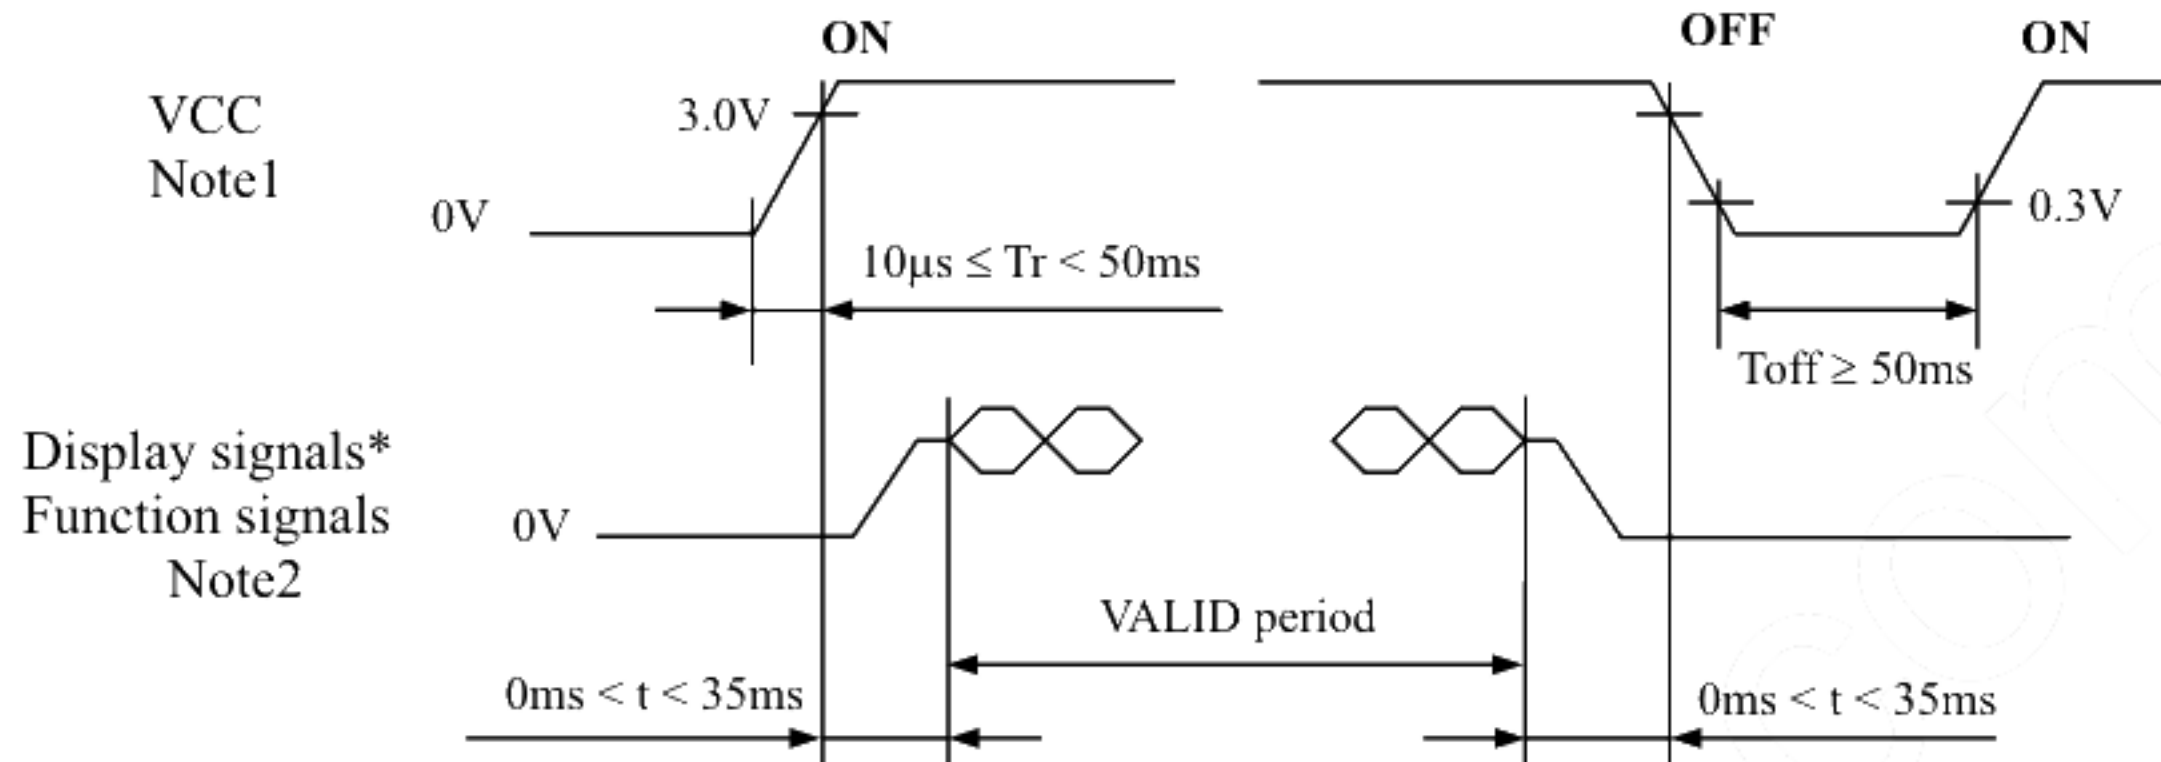 ON
OFF
ON
VCC
Note1
3.0V
0V
0.3V
10μs ≤ Tr < 50ms
Toff ≥ 50ms
Display signals*
Function signals
Note2
0V
VALID period
0ms < t < 35ms
0ms < t < 35ms